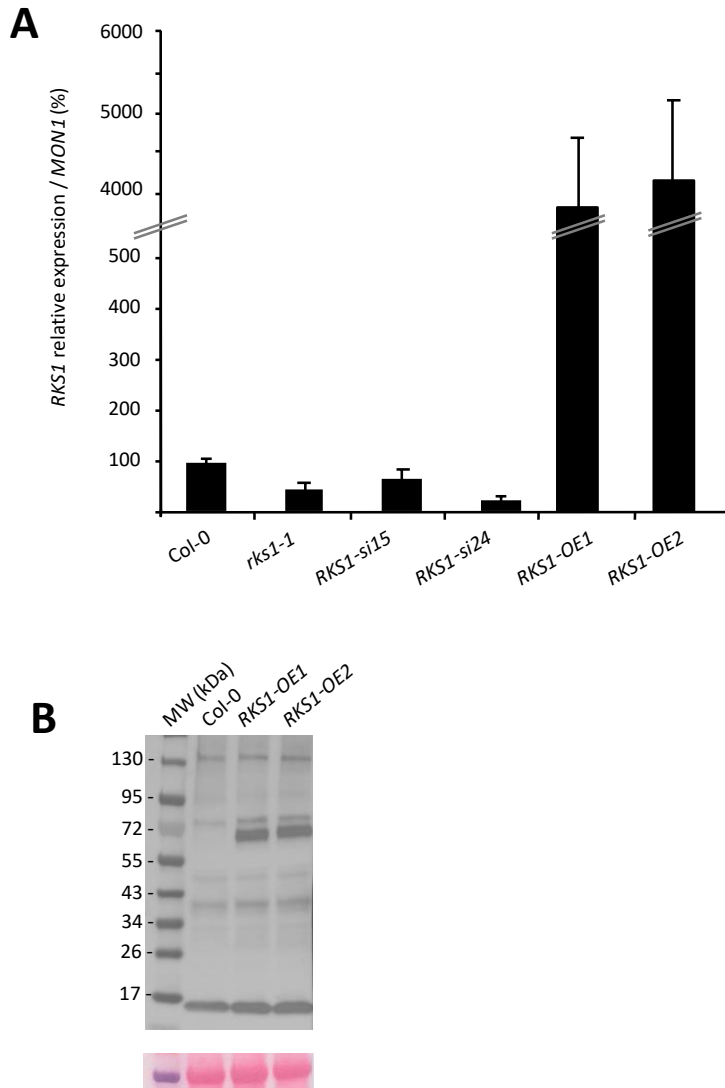 A
RKS1 relative expression / MON1 (%)
6000
5000
4000
500
400
300
200
100
Col-0
rks1-1
RKS1-si15
RKS1-si24
RKS1-OE1
RKS1-OE2
B
MW (kDa)
Col-0
RKS1-OE1
RKS1-OE2
130 -
95 -
72 -
55 -
43 -
34 -
26 -
17 -